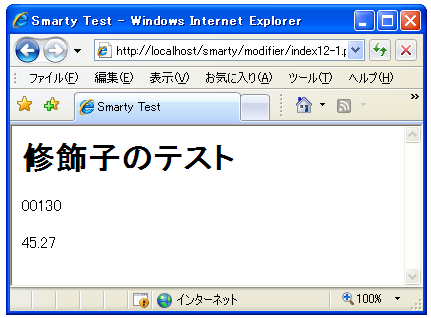 Smarty Test - Windows Internet Explorer
http://localhost/smarty/modifier/index12-1.p
ファイル(F) 編集(E) 表示(V) お気に入り(A) ツール(T) ヘルプ(H)
Smarty Test
修飾子のテスト
00130
45.27
インターネット 100%